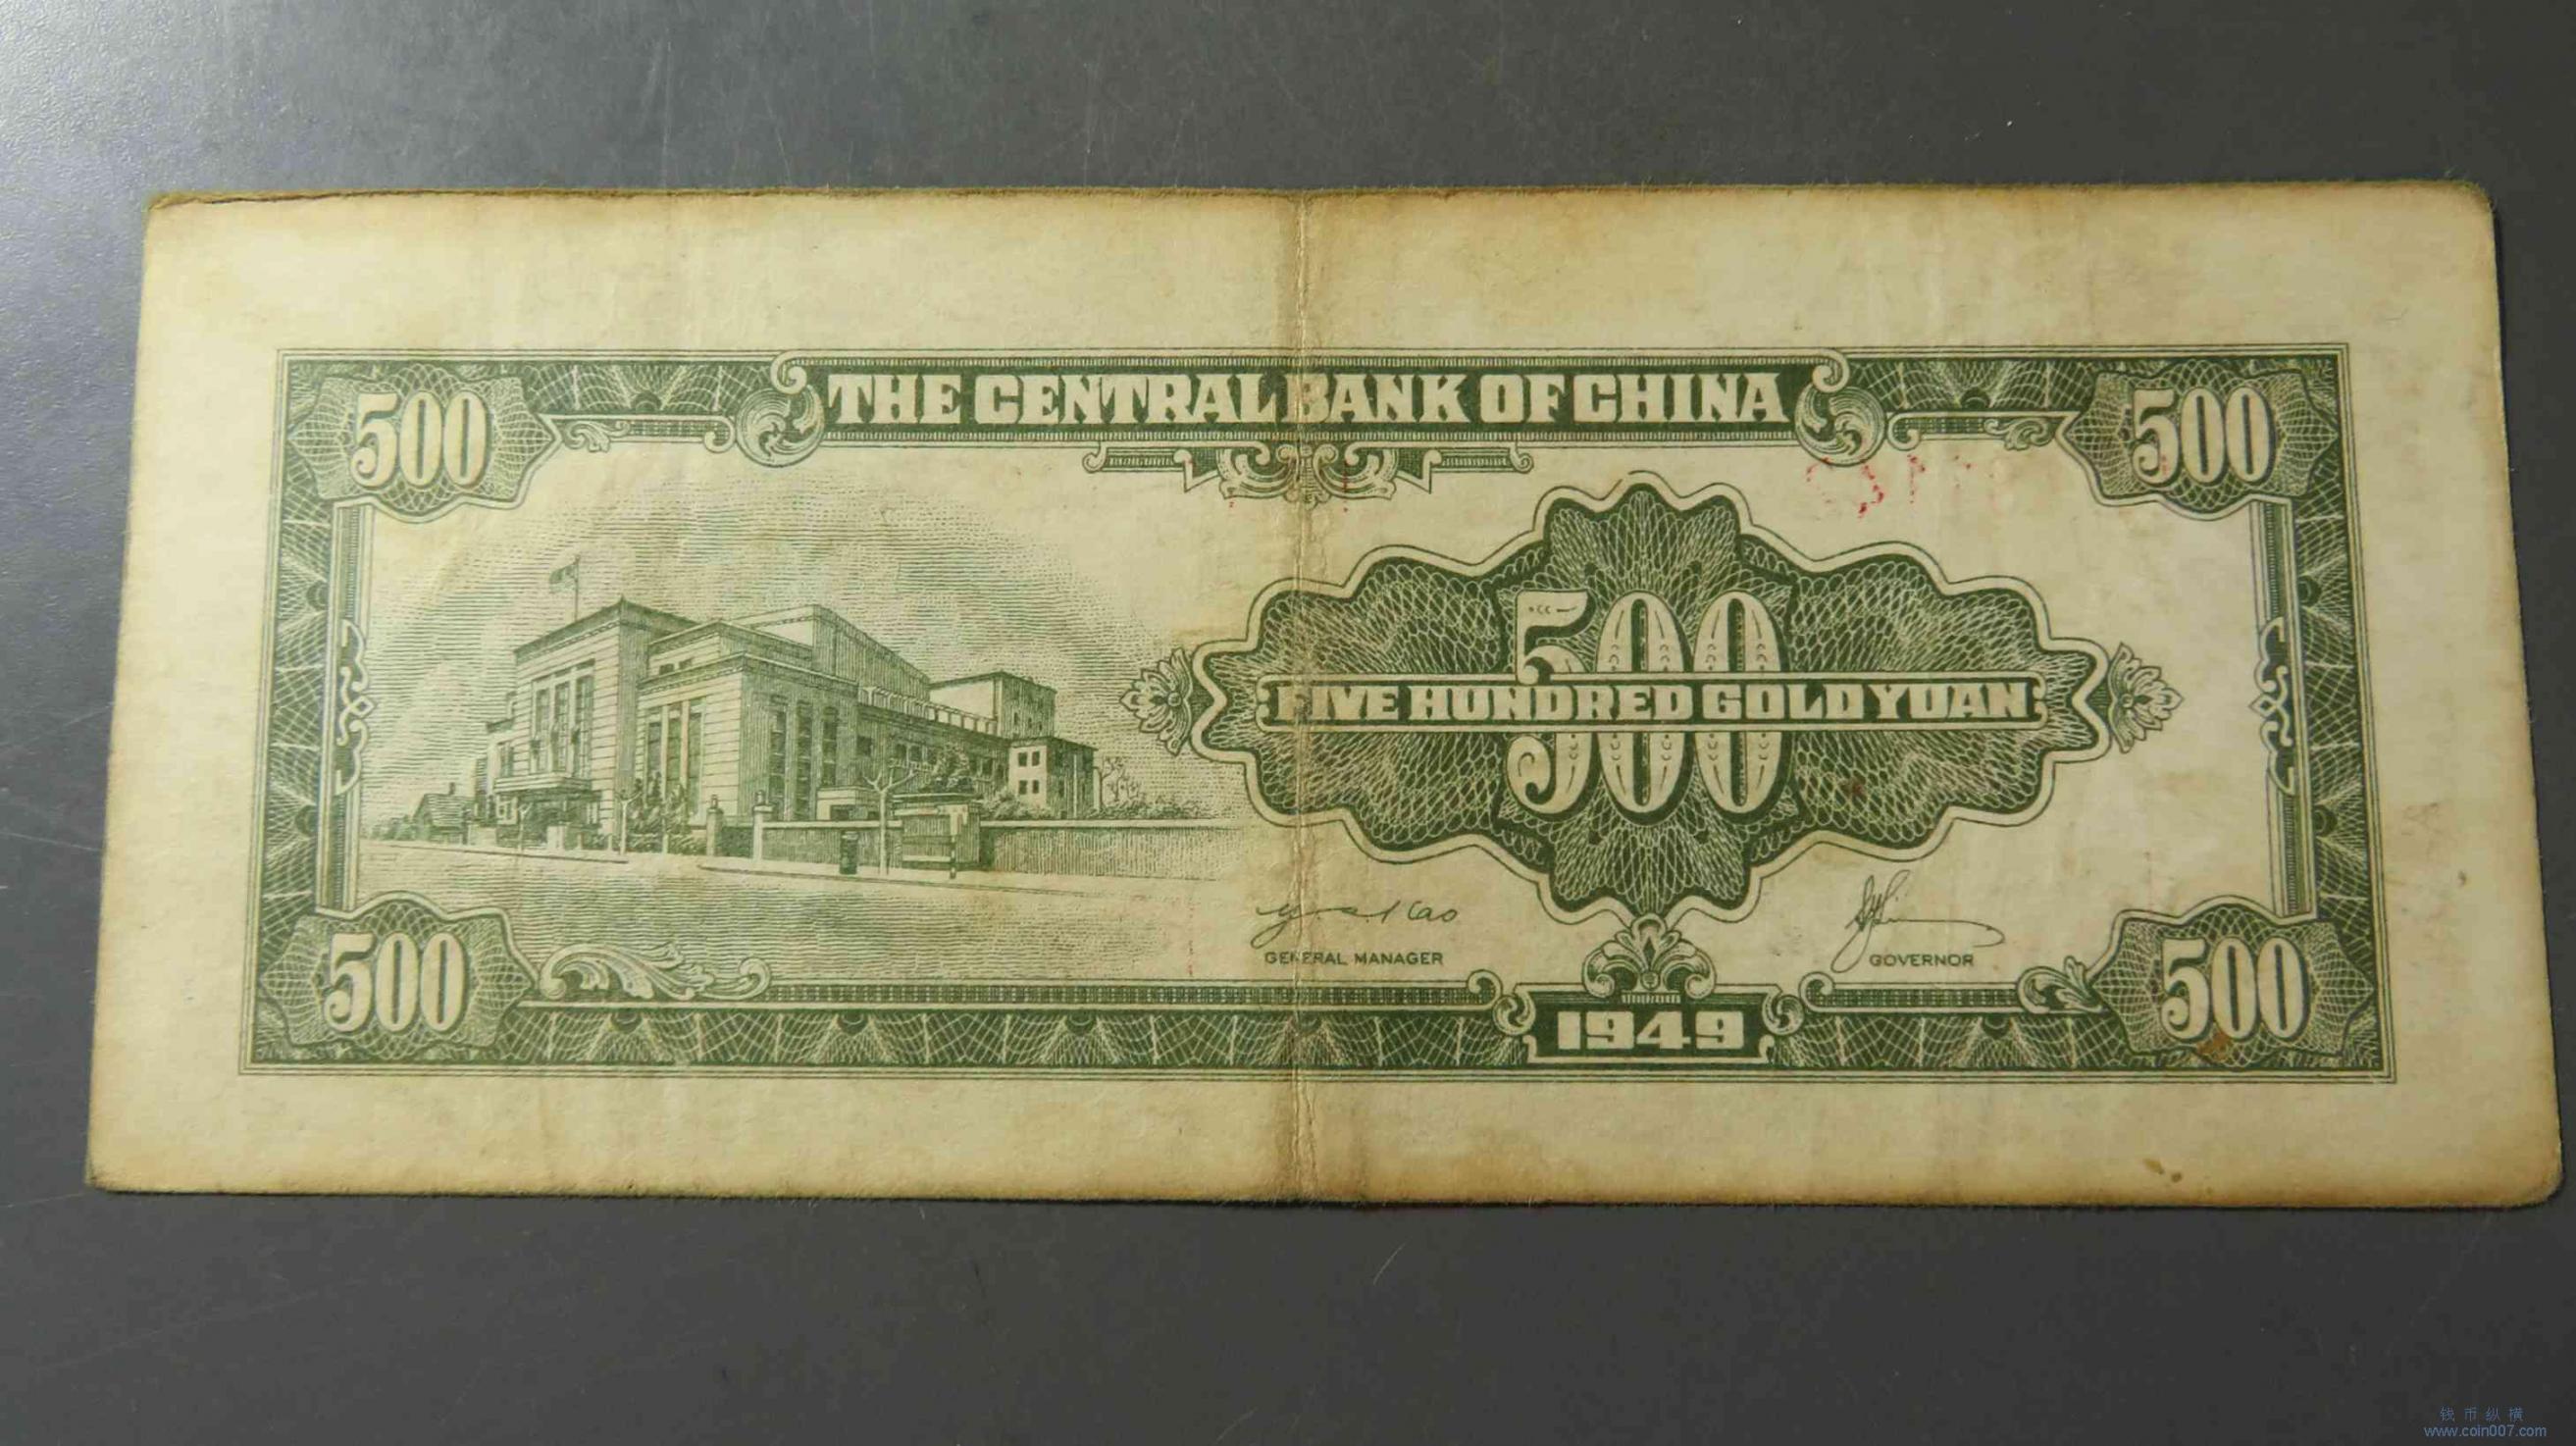 THE CENTRAL BANK OF CHINA
500
500
500
FIVE HUNDRED GOLD YUAN
GENERAL MANAGER
GOVERNOR
500
1949
500
钱币纵横
www.coin007.com